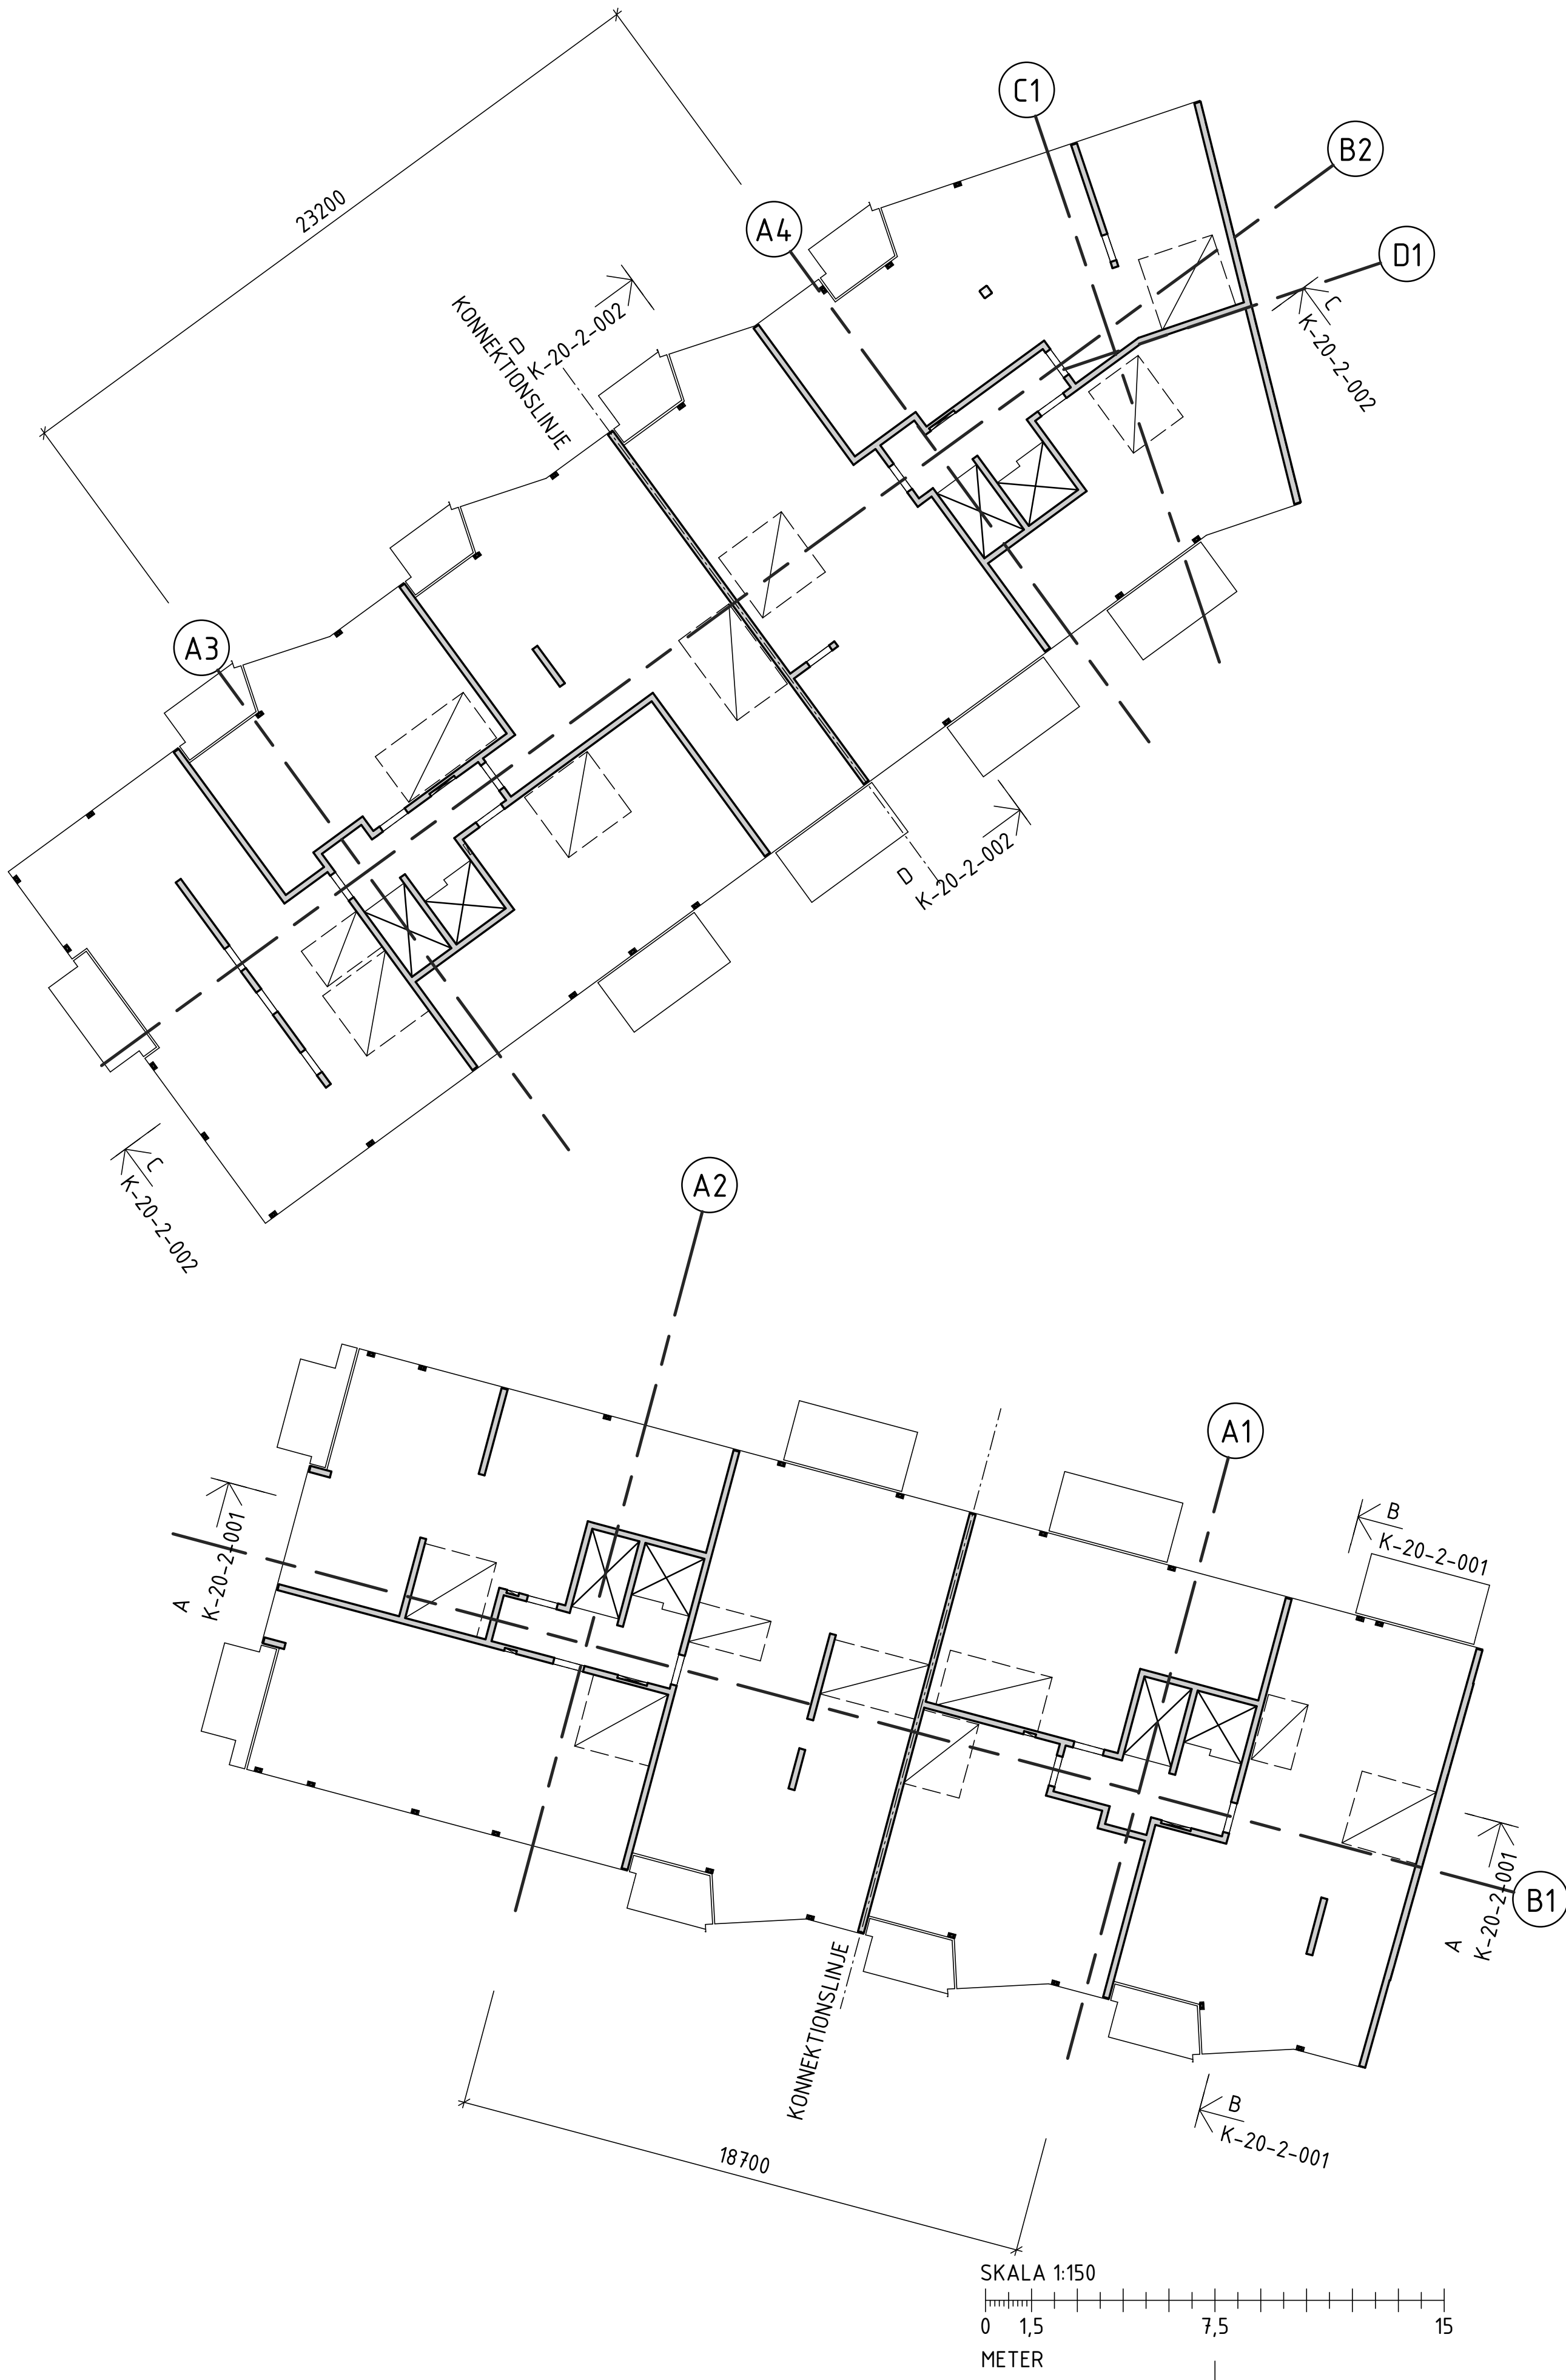 C1
B2
23200
A4
D1
D
K-20-2-002
KONNEKTIONSLINJE
C
K-20-2-002
A3
D
K-20-2-002
C
K-20-2-002
A2
A1
B
K-20-2-001
A
K-20-2-001
A
K-20-2-001
B1
KONNEKTIONSLINJE
B
K-20-2-001
18700
SKALA 1:150
0 1,5 7,5 15
METER